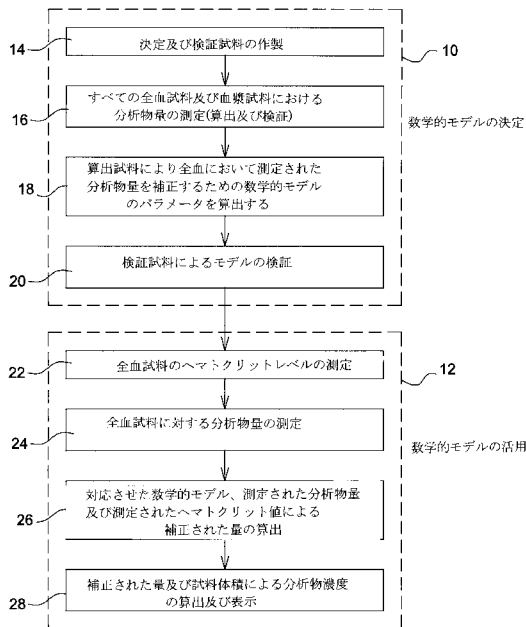 14
決定及び検証試料の作製
10
16
すべての全血試料及び血漿試料における
分析物量の測定(算出及び検証)
数学的モデルの決定
18
算出試料により全血において測定された
分析物量を補正するための数学的モデル
のパラメータを算出する
20
検証試料によるモデルの検証
22
全血試料のヘマトクリットレベルの測定
12
24
全血試料に対する分析物量の測定
数学的モデルの活用
26
対応させた数学的モデル、測定された分析物量
及び測定されたヘマトクリット値による
補正された量の算出
28
補正された量及び試料体積による分析物濃度
の算出及び表示